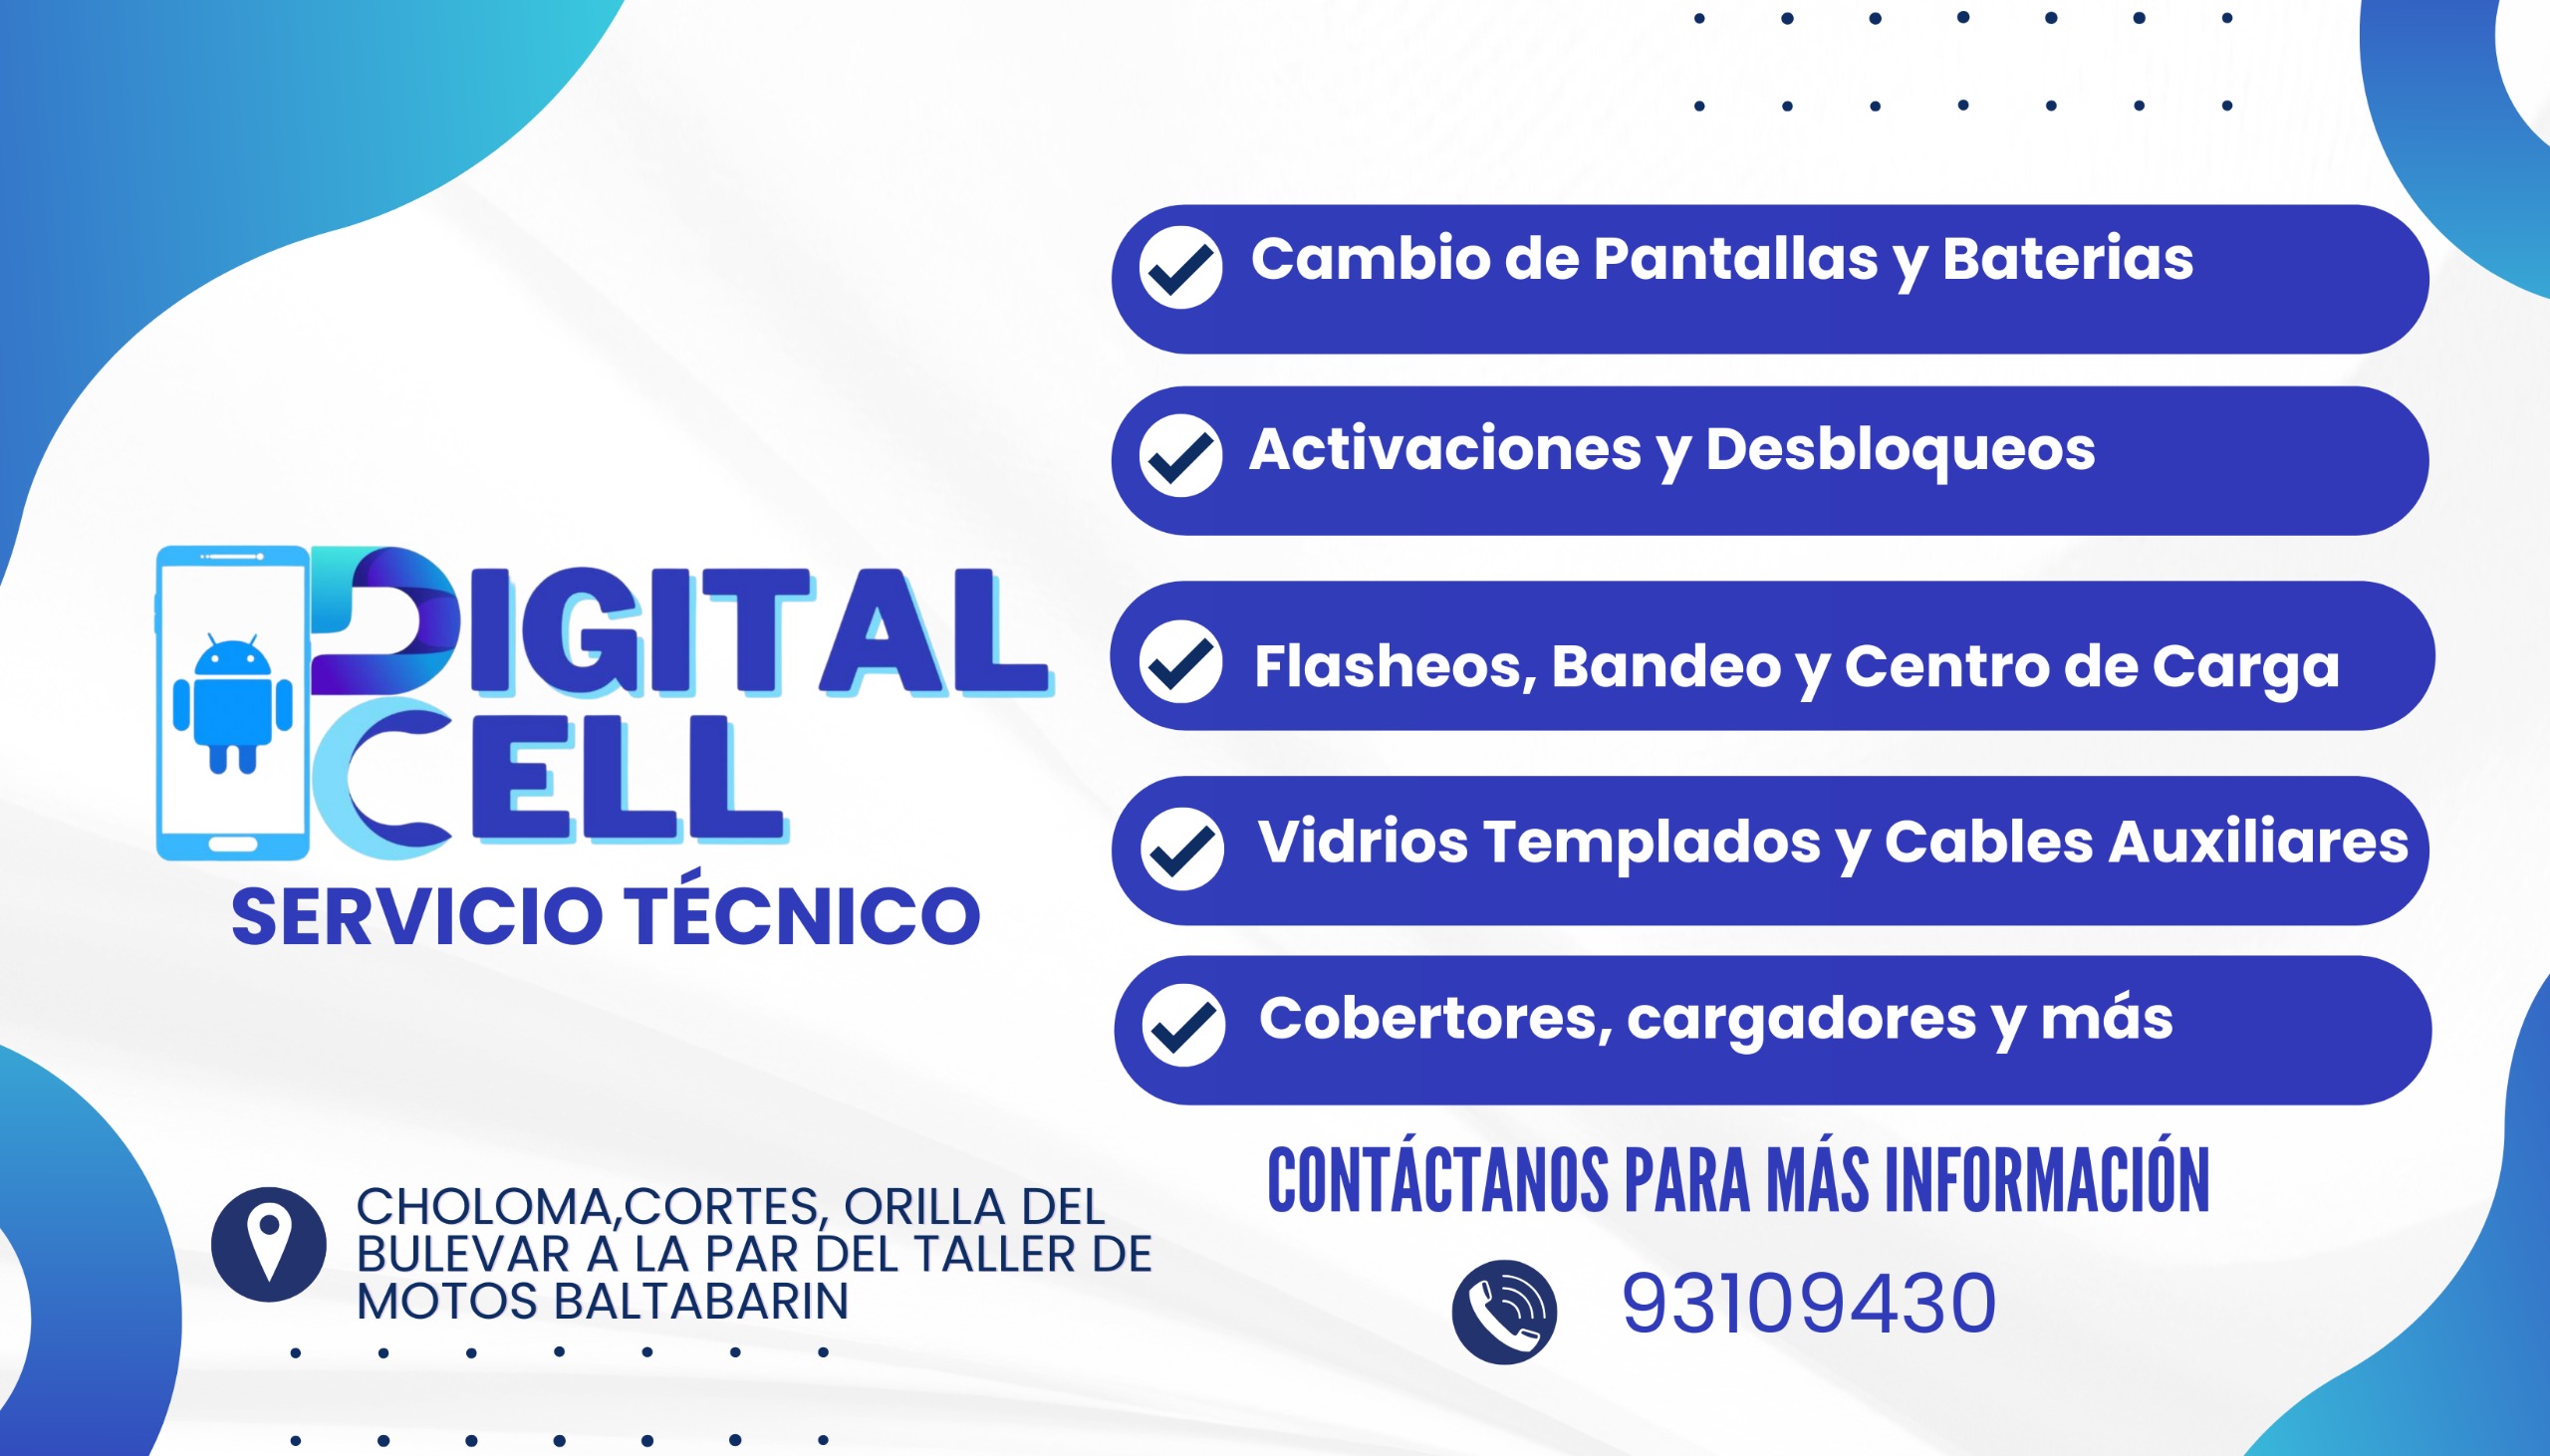 DIGITAL
CELL
SERVICIO TÉCNICO
CHOLOMA,CORTES, ORILLA DEL
BULEVAR A LA PAR DEL TALLER DE
MOTOS BALTABARIN
Cambio de Pantallas y Baterias
Activaciones y Desbloqueos
Flasheos, Bandeo y Centro de Carga
Vidrios Templados y Cables Auxiliares
Cobertores, cargadores y más
CONTÁCTANOS PARA MÁS INFORMACIÓN
93109430